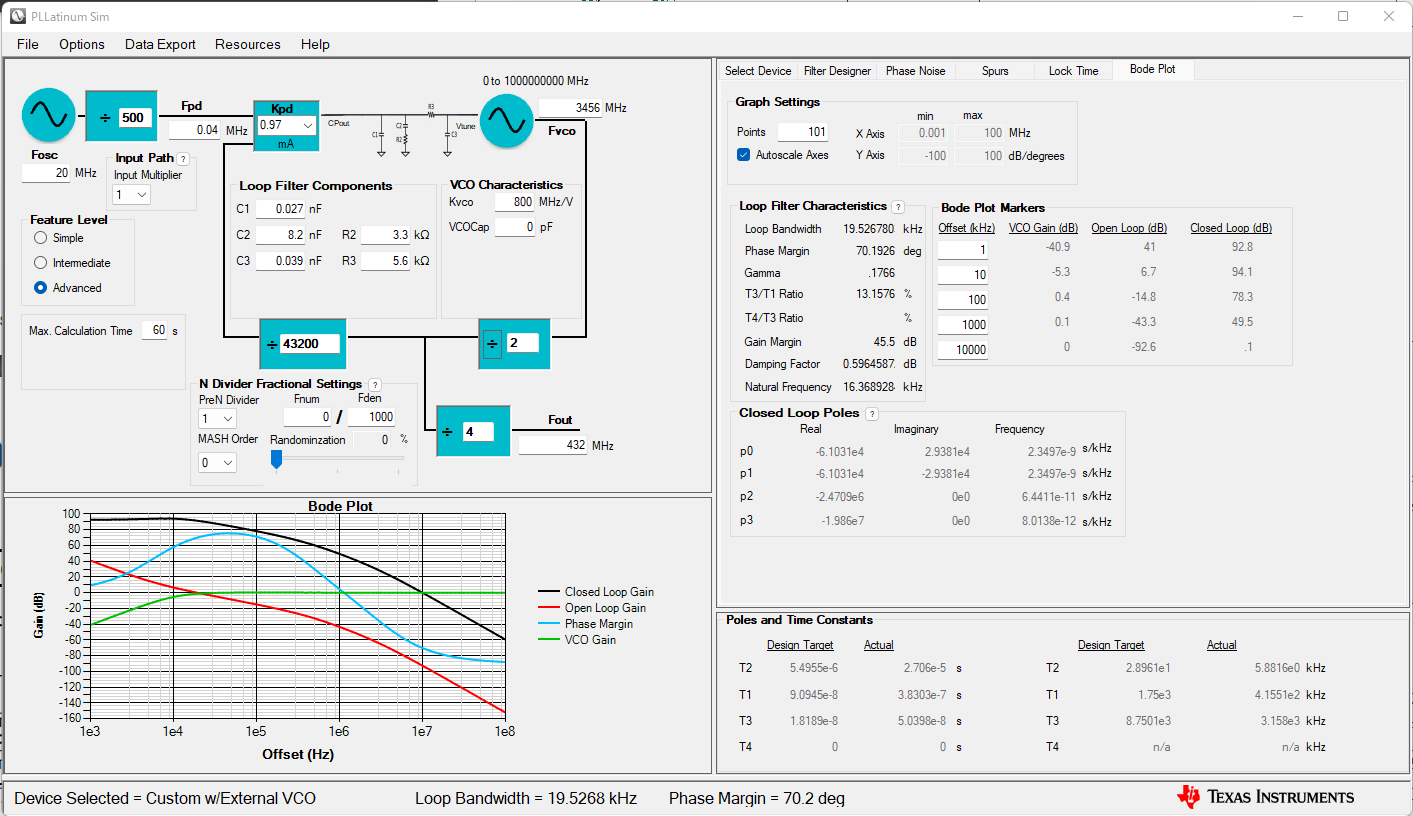 PLLatinum Sim
File Options Data Export Resources Help
0 to 1000000000 MHz
÷ 500
Fpd
0.04 MHz
Kpd
0.97
mA
CPout
C1
C2
R2
R3
C3
Vtune
3456 MHz
Fvco
Fosc
20 MHz
Input Path ?
Input Multiplier
1
Feature Level
Simple
Intermediate
Advanced
Max. Calculation Time 60 s
Loop Filter Components
C1 0.027 nF
C2 8.2 nF R2 3.3 kΩ
C3 0.039 nF R3 5.6 kΩ
VCO Characteristics
Kvco 800 MHz/V
VCOCap 0 pF
÷ 43200
÷ 2
N Divider Fractional Settings ?
PreN Divider Fnum Fden
1 0 / 1000
MASH Order Randominzation 0 %
0
÷ 4
Fout
432 MHz
Bode Plot
Gain (dB)
100
80
60
40
20
0
-20
-40
-60
-80
-100
-120
-140
-160
1e3 1e4 1e5 1e6 1e7 1e8
Offset (Hz)
Closed Loop Gain
Open Loop Gain
Phase Margin
VCO Gain
Select Device Filter Designer Phase Noise Spurs Lock Time Bode Plot
Graph Settings
min max
Points 101 X Axis 0.001 100 MHz
Autoscale Axes Y Axis -100 100 dB/degrees
Loop Filter Characteristics ?
Loop Bandwidth 19.526780 kHz
Phase Margin 70.1926 deg
Gamma .1766
T3/T1 Ratio 13.1576 %
T4/T3 Ratio %
Gain Margin 45.5 dB
Damping Factor 0.5964587
Natural Frequency 16.368928 kHz
Bode Plot Markers
Offset (kHz) VCO Gain (dB) Open Loop (dB) Closed Loop (dB)
1 -40.9 41 92.8
10 -5.3 6.7 94.1
100 0.4 -14.8 78.3
1000 0.1 -43.3 49.5
10000 0 -92.6 .1
Closed Loop Poles ?
Real Imaginary Frequency
p0 -6.1031e4 2.9381e4 2.3497e-9 s/kHz
p1 -6.1031e4 -2.9381e4 2.3497e-9 s/kHz
p2 -2.4709e6 0e0 6.4411e-11 s/kHz
p3 -1.986e7 0e0 8.0138e-12 s/kHz
Poles and Time Constants
Design Target Actual Design Target Actual
T2 5.4955e-6 2.706e-5 s T2 2.8961e1 5.8816e0 kHz
T1 9.0945e-8 3.8303e-7 s T1 1.75e3 4.1551e2 kHz
T3 1.8189e-8 5.0398e-8 s T3 8.7501e3 3.158e3 kHz
T4 0 0 s T4 n/a n/a kHz
Device Selected = Custom w/External VCO Loop Bandwidth = 19.5268 kHz Phase Margin = 70.2 deg
TEXAS INSTRUMENTS